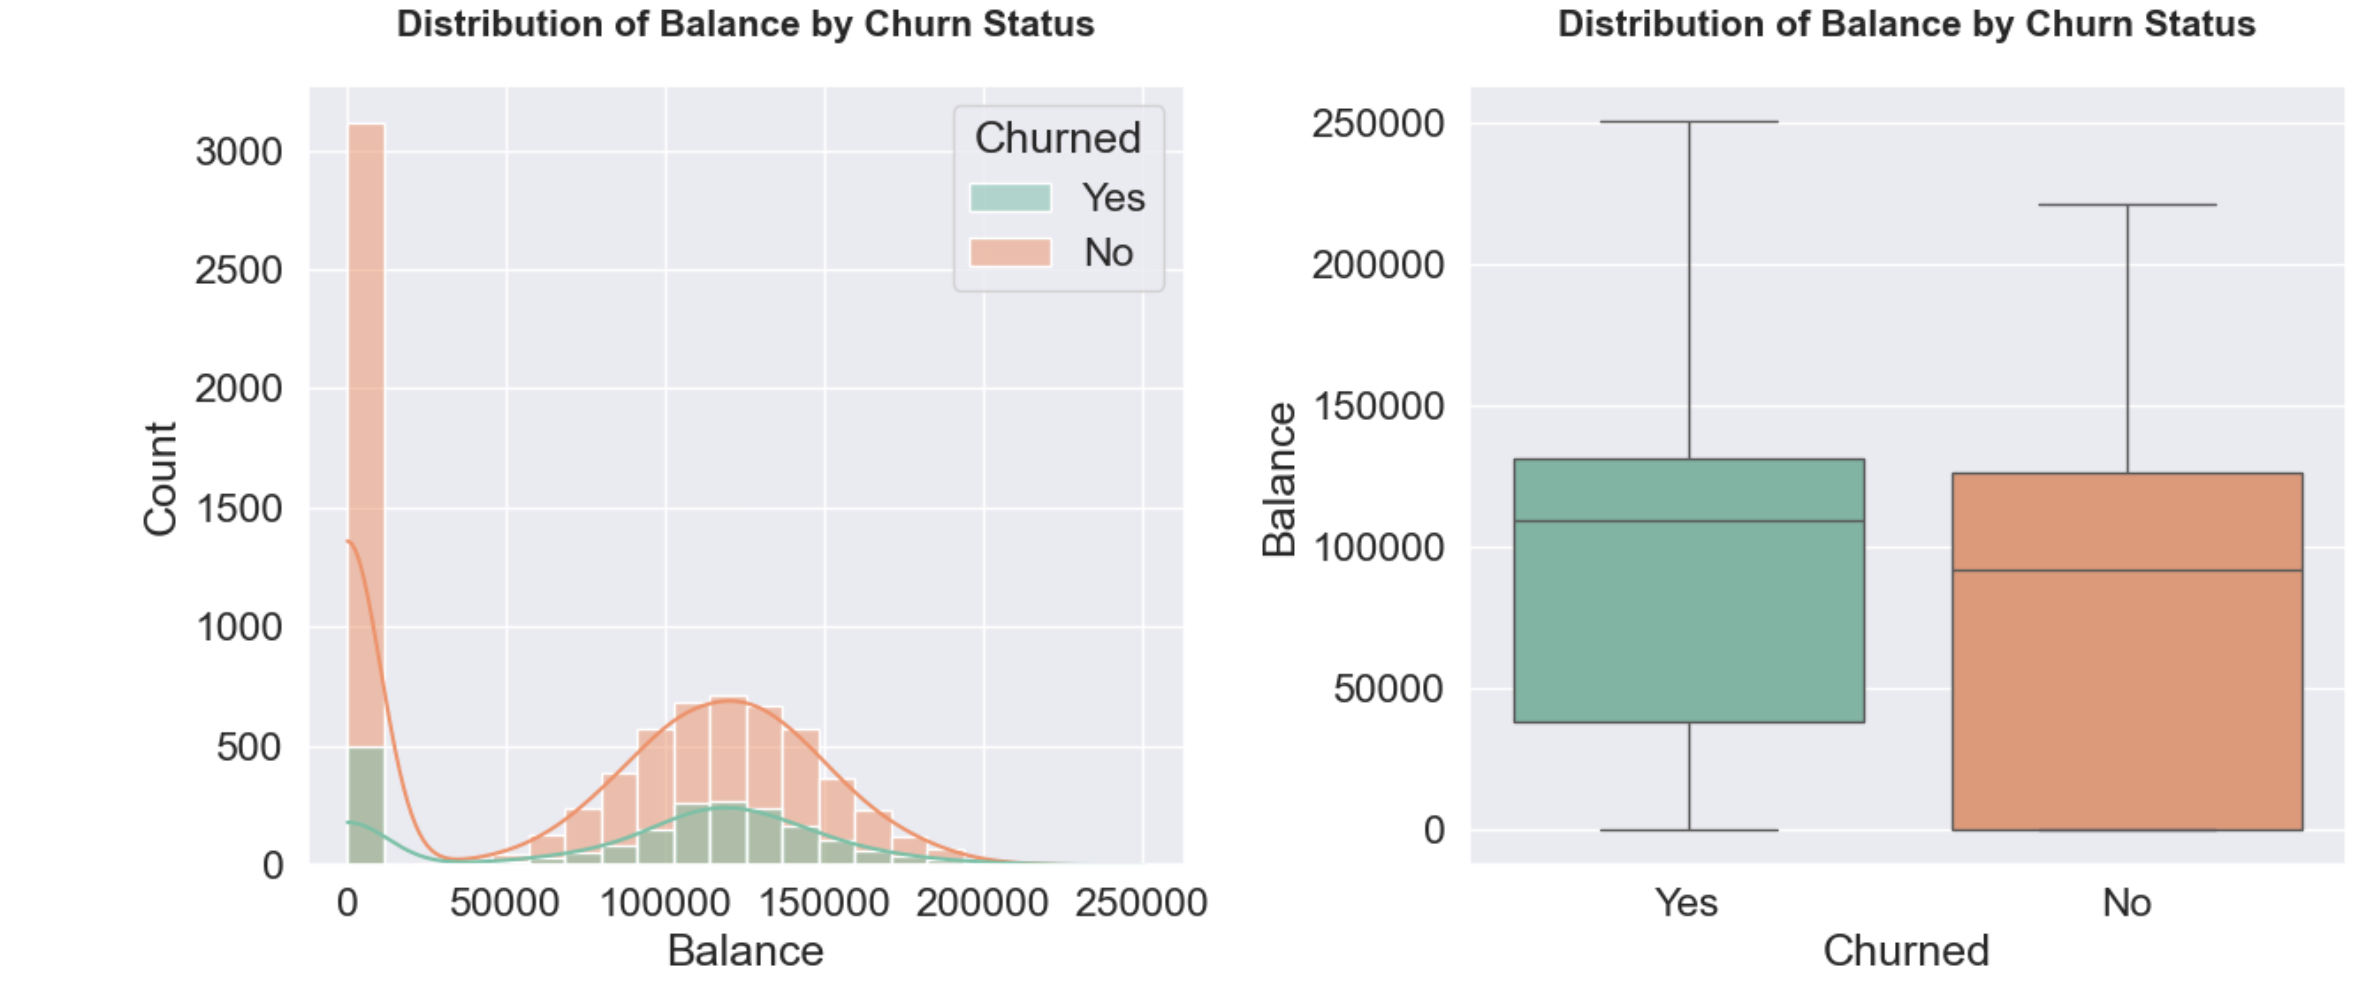 Distribution of Balance by Churn Status
3000
2500
2000
1500
1000
500
0
Count
0 50000 100000 150000 200000 250000
Balance
Churned
Yes
No
Distribution of Balance by Churn Status
250000
200000
150000
100000
50000
0
Balance
Yes No
Churned